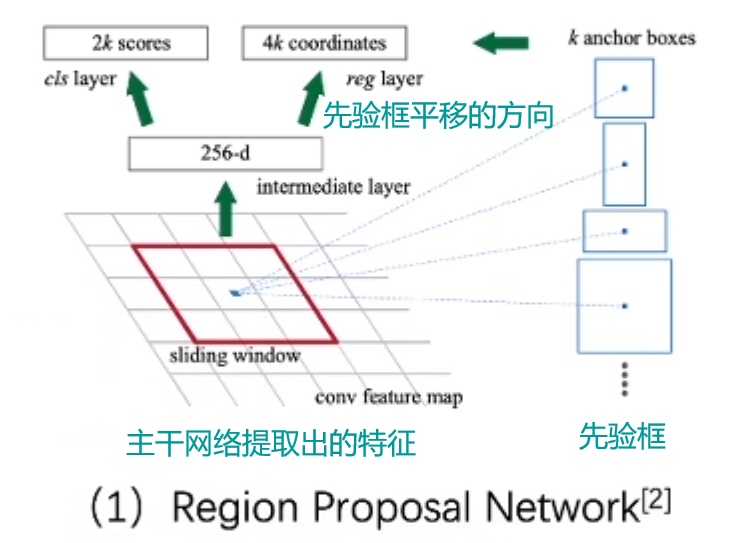 2k scores
4k coordinates
k anchor boxes
cls layer
reg layer
先验框平移的方向
256-d
intermediate layer
sliding window
conv feature map
主干网络提取出的特征
先验框
（1）Region Proposal Network[2]